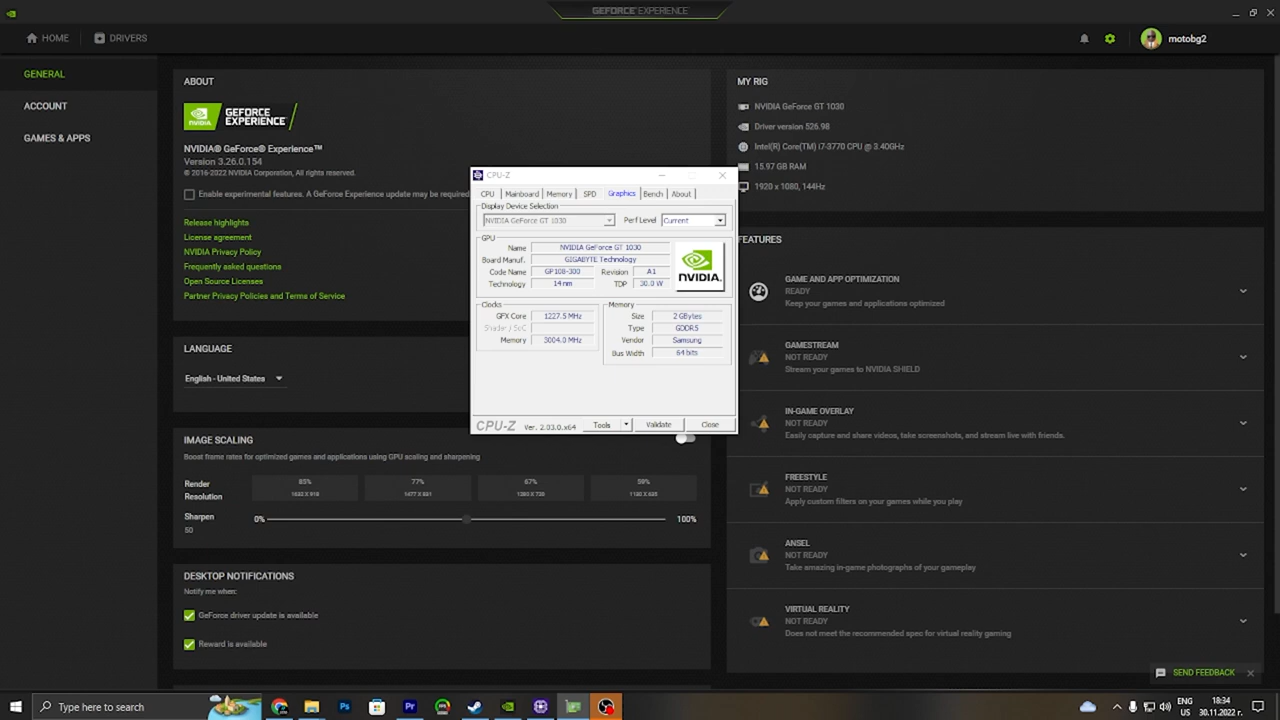 GEFORCE EXPERIENCE
HOME
DRIVERS
motobg2
GENERAL
ACCOUNT
GAMES & APPS
ABOUT
NVIDIA
GEFORCE
EXPERIENCE
NVIDIA® GeForce® Experience™
Version 3.26.0.154
© 2016-2022 NVIDIA Corporation, All rights reserved.
Enable experimental features. A GeForce Experience update may be required
Release highlights
License agreement
NVIDIA Privacy Policy
Frequently asked questions
Open Source Licenses
Partner Privacy Policies and Terms of Service
LANGUAGE
English - United States
IMAGE SCALING
Boost frame rates for optimized games and applications using GPU scaling and sharpening
Render
Resolution
85%
1632 X 918
77%
1477 X 831
67%
1280 X 720
59%
1130 X 635
Sharpen
50
0%
100%
DESKTOP NOTIFICATIONS
Notify me when:
GeForce driver update is available
Reward is available
CPU-Z
CPU Mainboard Memory SPD Graphics Bench About
Display Device Selection
NVIDIA GeForce GT 1030
Perf Level Current
GPU
Name NVIDIA GeForce GT 1030
Board Manuf. GIGABYTE Technology
Code Name GP108-300 Revision A1
Technology 14 nm TDP 30.0 W
NVIDIA.
Clocks
GFX Core 1227.5 MHz
Shader / SoC
Memory 3004.0 MHz
Memory
Size 2 GBytes
Type GDDR5
Vendor Samsung
Bus Width 64 bits
CPU-Z Ver. 2.03.0.x64 Tools Validate Close
MY RIG
NVIDIA GeForce GT 1030
Driver version 526.98
Intel(R) Core(TM) i7-3770 CPU @ 3.40GHz
15.97 GB RAM
1920 x 1080, 144Hz
FEATURES
GAME AND APP OPTIMIZATION
READY
Keep your games and applications optimized
GAMESTREAM
NOT READY
Stream your games to NVIDIA SHIELD
IN-GAME OVERLAY
NOT READY
Easily capture and share videos, take screenshots, and stream live with friends.
FREESTYLE
NOT READY
Apply custom filters on your games while you play
ANSEL
NOT READY
Take amazing in-game photographs of your gameplay
VIRTUAL REALITY
NOT READY
Does not meet the recommended spec for virtual reality gaming
SEND FEEDBACK
Type here to search
Ps
Pr
ENG
US
18:34
30.11.2022 г.